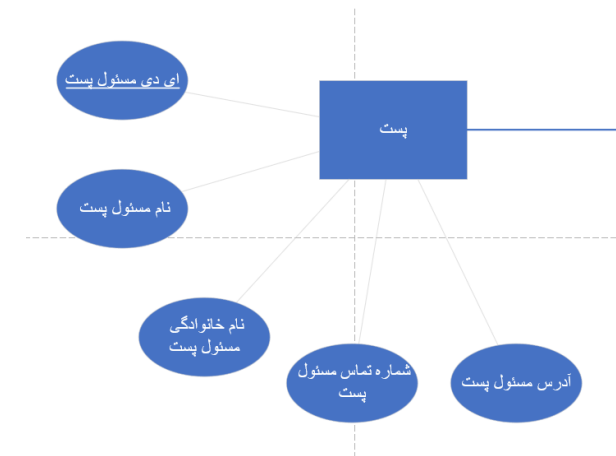 ای دی مسئول پست
پست
نام مسئول پست
نام خانوادگی
مسئول پست
شماره تماس مسئول
پست
آدرس مسئول پست